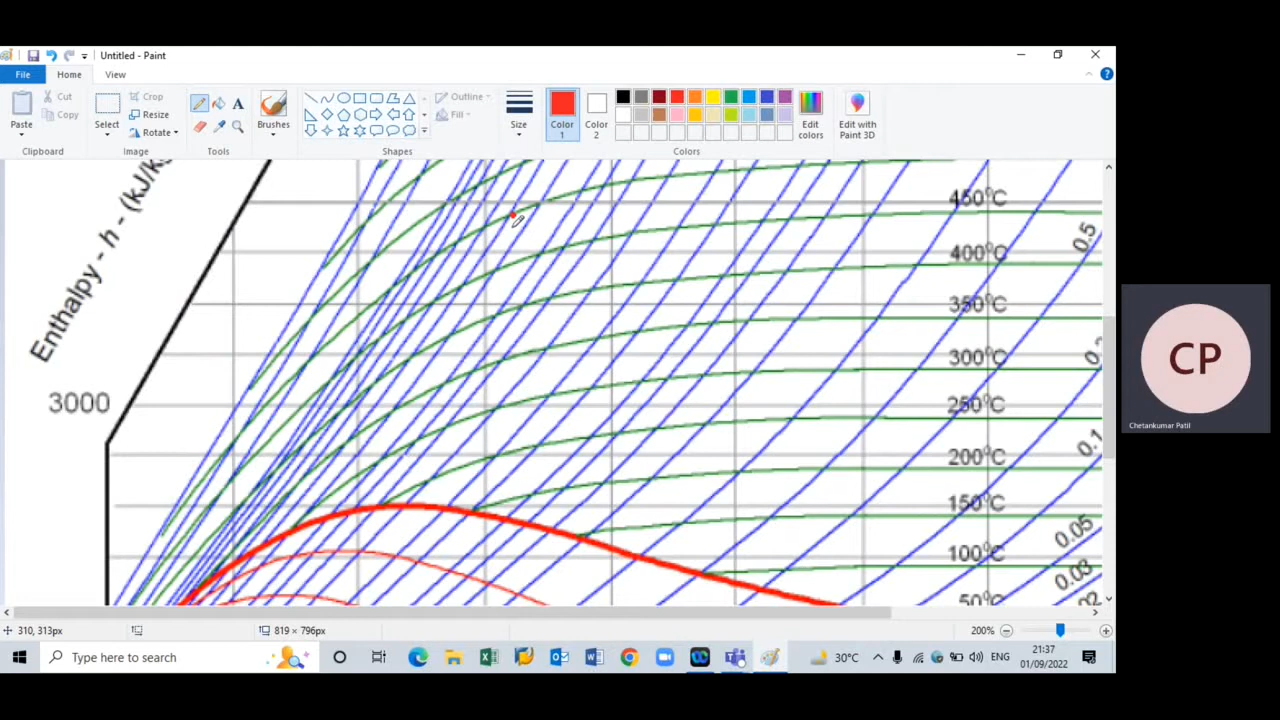 Untitled - Paint
File
Home
View
Paste
Cut
Copy
Clipboard
Select
Crop
Resize
Rotate
Image
Tools
Brushes
Outline
Fill
Shapes
Size
Color 1
Color 2
Colors
Edit colors
Edit with Paint 3D
Enthalpy - h - (kJ/k
3000
450°C
400°C
350°C
300°C
250°C
200°C
150°C
100°C
50°C
0.5
0.1
0.05
0.03
310, 313px
819 × 796px
200%
Type here to search
30°C
ENG
21:37
01/09/2022
CP
Chetankumar Patil